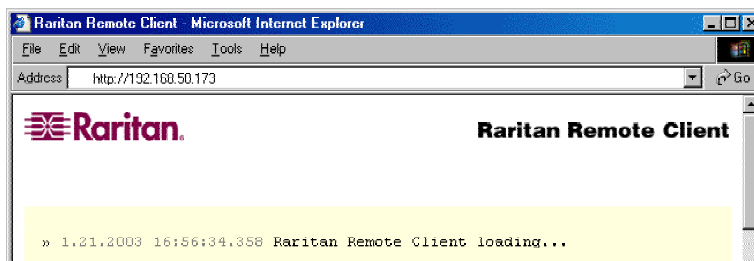 Raritan Remote Client - Microsoft Internet Explorer
File Edit View Favorites Tools Help
Address http://192.168.50.173 Go
Raritan.
Raritan Remote Client
» 1.21.2003 16:56:34.358 Raritan Remote Client loading...